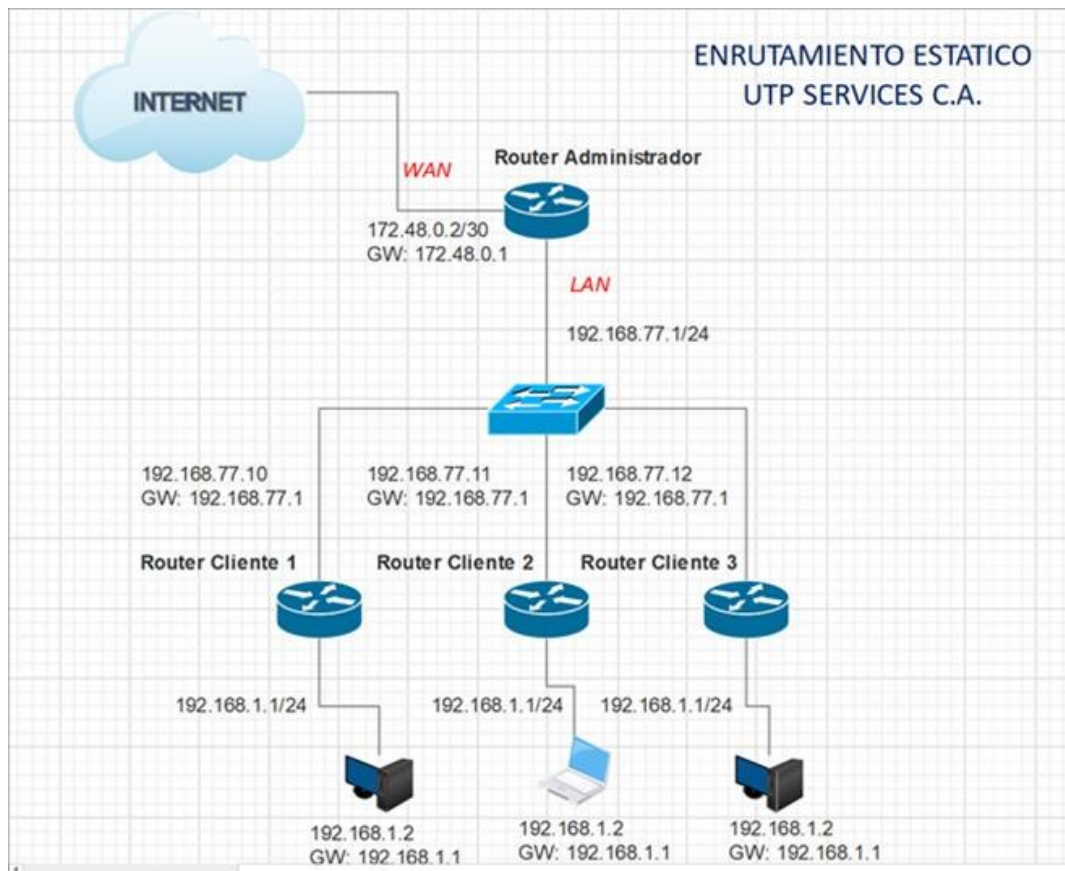 ENRUTAMIENTO ESTATICO
UTP SERVICES C.A.
INTERNET
WAN
Router Administrador
172.48.0.2/30
GW: 172.48.0.1
LAN
192.168.77.1/24
192.168.77.10
GW: 192.168.77.1
192.168.77.11
GW: 192.168.77.1
192.168.77.12
GW: 192.168.77.1
Router Cliente 1
Router Cliente 2
Router Cliente 3
192.168.1.1/24
192.168.1.1/24
192.168.1.1/24
192.168.1.2
GW: 192.168.1.1
192.168.1.2
GW: 192.168.1.1
192.168.1.2
GW: 192.168.1.1